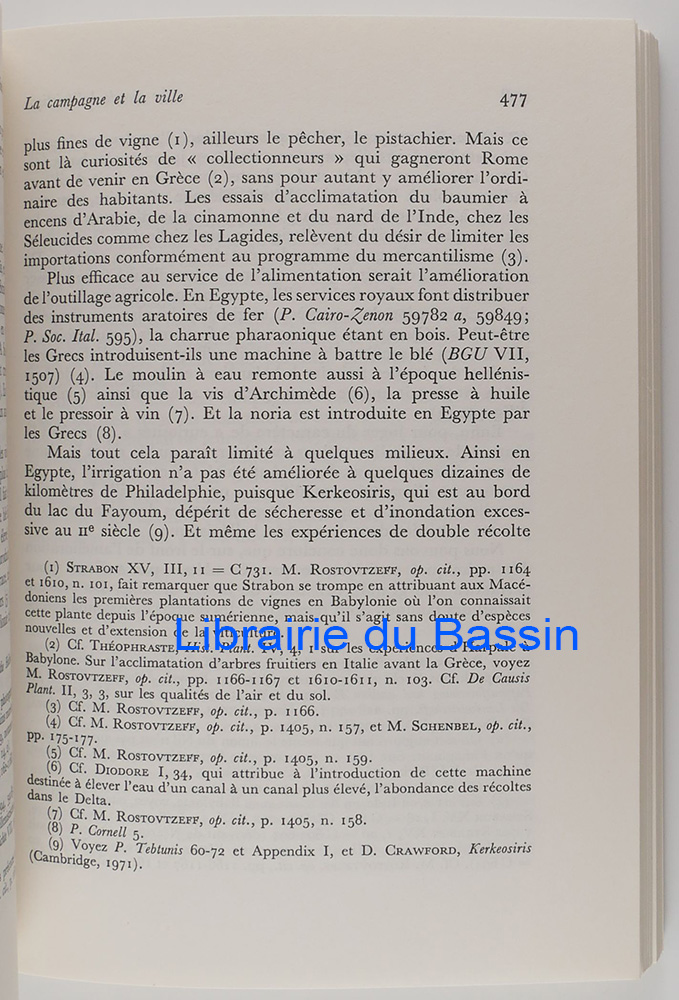 La campagne et la ville 477
plus fines de vigne (1), ailleurs le pêcher, le pistachier. Mais ce
sont là curiosités de « collectionneurs » qui gagneront Rome
avant de venir en Grèce (2), sans pour autant y améliorer l'ordi-
naire des habitants. Les essais d'acclimatation du baumier à
encens d'Arabie, de la cinamonne et du nard de l'Inde, chez les
Séleucides comme chez les Lagides, relèvent du désir de limiter les
importations conformément au programme du mercantilisme (3).
Plus efficace au service de l'alimentation serait l'amélioration
de l'outillage agricole. En Egypte, les services royaux font distribuer
des instruments aratoires de fer (P. Cairo-Zenon 59782 a, 59849;
P. Soc. Ital. 595), la charrue pharaonique étant en bois. Peut-être
les Grecs introduisent-ils une machine à battre le blé (BGU VII,
1507) (4). Le moulin à eau remonte aussi à l'époque hellénis-
tique (5) ainsi que la vis d'Archimède (6), la presse à huile
et le pressoir à vin (7). Et la noria est introduite en Egypte par
les Grecs (8).
Mais tout cela paraît limité à quelques milieux. Ainsi en
Egypte, l'irrigation n'a pas été améliorée à quelques dizaines de
kilomètres de Philadelphie, puisque Kerkeosiris, qui est au bord
du lac du Fayoum, dépérit de sécheresse et d'inondation exces-
sive au IIe siècle (9). Et même les expériences de double récolte
(1) STRABON XV, III, 11 = C 731. M. ROSTOVTZEFF, op. cit., pp. 1164
et 1610, n. 101, fait remarquer que Strabon se trompe en attribuant aux Macé-
doniens les premières plantations de vignes en Babylonie où l'on connaissait
cette plante depuis l'époque sumérienne, mais qu'il s'agit sans doute d'espèces
nouvelles et d'extension de la viticulture.
Librairie du Bassin
(2) Cf. THÉOPHRASTE, Hist. Plant. IV, 4, 1 sur les expériences d'Harpale à
Babylone. Sur l'acclimatation d'arbres fruitiers en Italie avant la Grèce, voyez
M. ROSTOVTZEFF, op. cit., pp. 1166-1167 et 1610-1611, n. 103. Cf. De Causis
Plant. II, 3, 3, sur les qualités de l'air et du sol.
(3) Cf. M. ROSTOVTZEFF, op. cit., p. 1166.
(4) Cf. M. ROSTOVTZEFF, op. cit., p. 1405, n. 157, et M. SCHENBEL, op. cit.,
pp. 175-177.
(5) Cf. M. ROSTOVTZEFF, op. cit., p. 1405, n. 159.
(6) Cf. DIODORE I, 34, qui attribue à l'introduction de cette machine
destinée à élever l'eau d'un canal à un canal plus élevé, l'abondance des récoltes
dans le Delta.
(7) Cf. M. ROSTOVTZEFF, op. cit., p. 1405, n. 158.
(8) P. Cornell 5.
(9) Voyez P. Tebtunis 60-72 et Appendix I, et D. CRAWFORD, Kerkeosiris
(Cambridge, 1971).